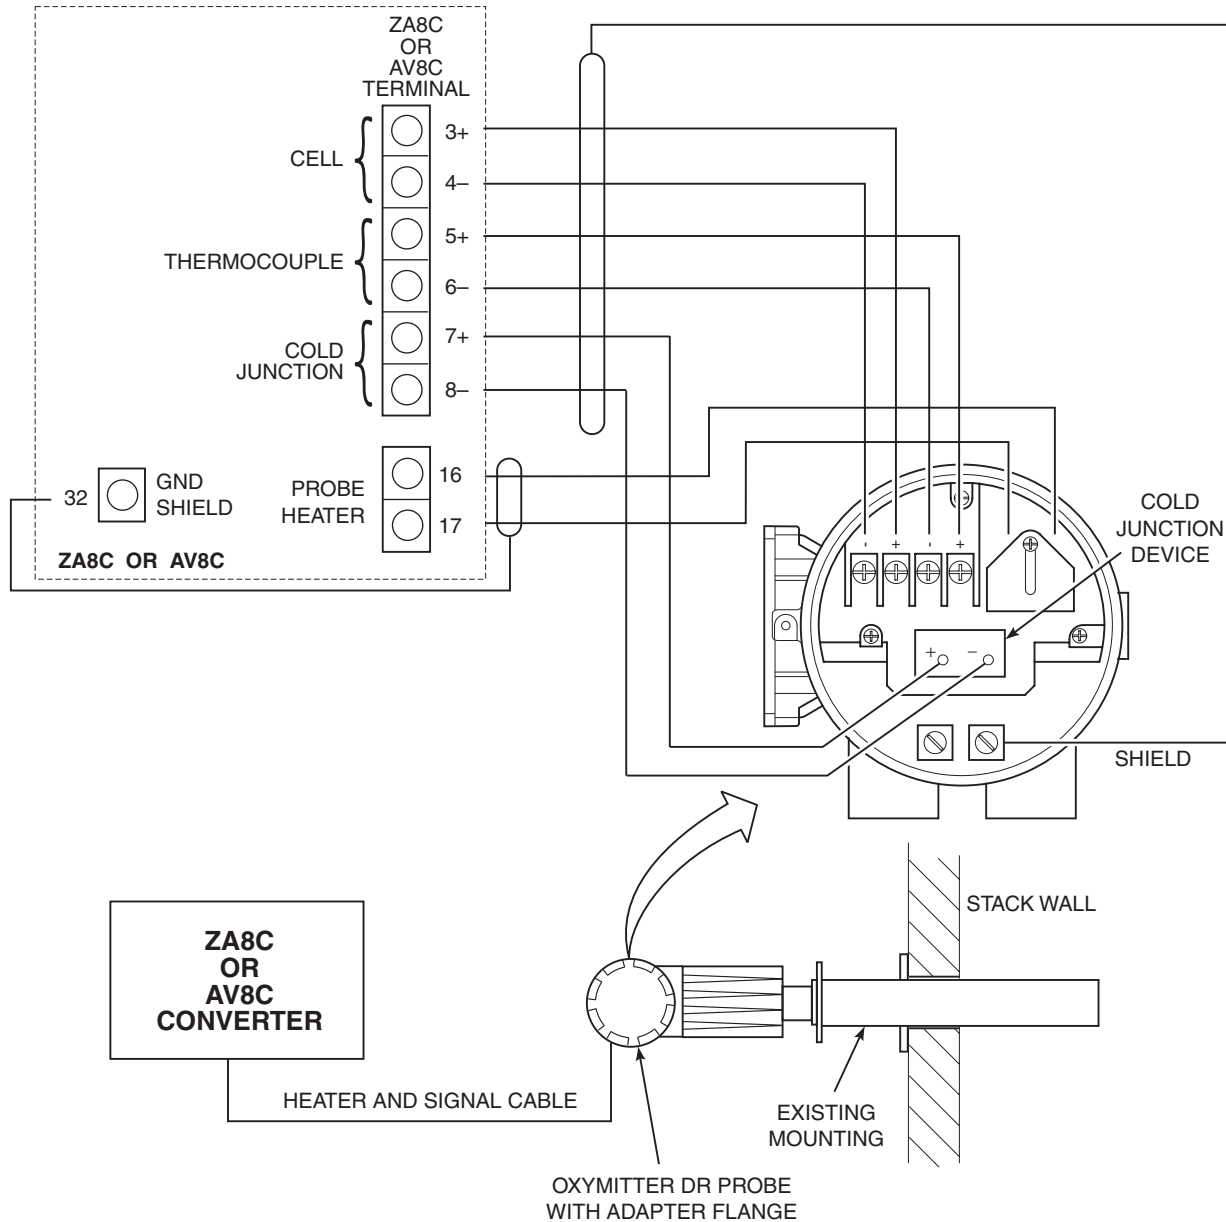 ZA8C
OR
AV8C
TERMINAL
CELL
3+
4–
THERMOCOUPLE
5+
6–
COLD
JUNCTION
7+
8–
32
GND
SHIELD
PROBE
HEATER
16
17
ZA8C OR AV8C
COLD
JUNCTION
DEVICE
- + - +
+ –
SHIELD
STACK WALL
ZA8C
OR
AV8C
CONVERTER
HEATER AND SIGNAL CABLE
EXISTING
MOUNTING
OXYMITTER DR PROBE
WITH ADAPTER FLANGE